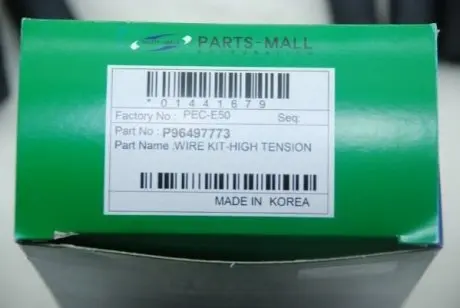 PARTS-MALL
*01441679
Factory No : PEC-E50 Seq:
Part No : P96497773
Part Name :WIRE KIT-HIGH TENSION
MADE IN KOREA